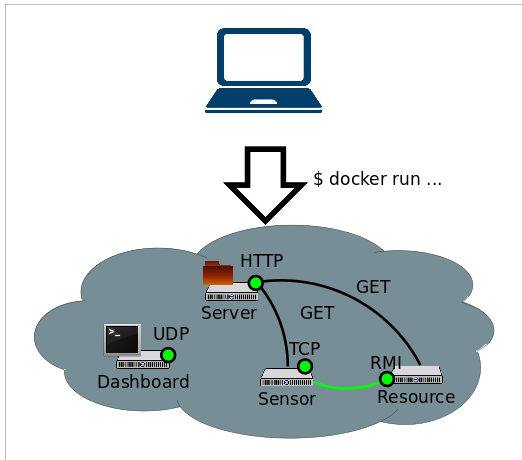 $ docker run ...
HTTP
Server
GET
GET
UDP
Dashboard
TCP
Sensor
RMI
Resource
>_